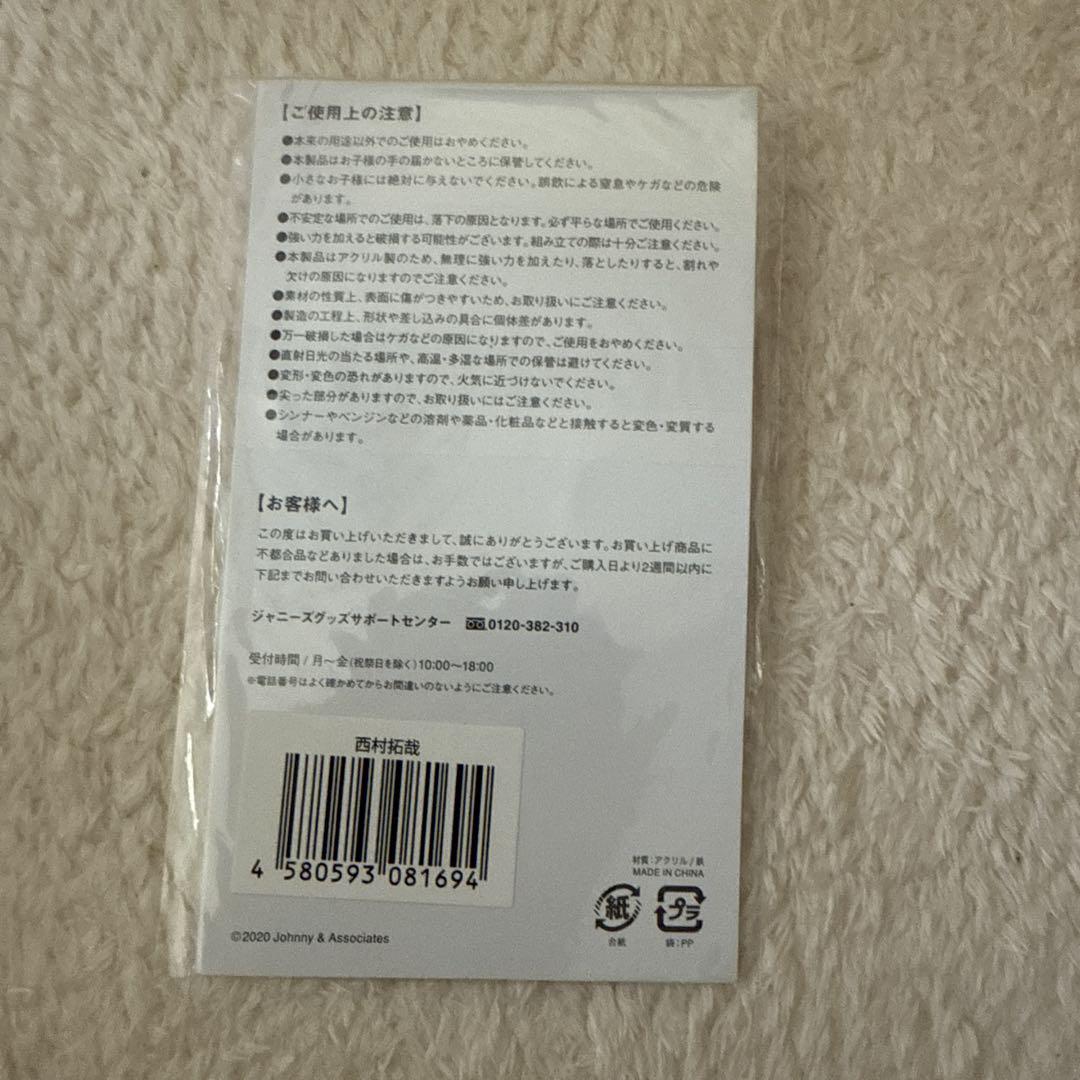 【ご使用上の注意】
●本来の用途以外でのご使用はおやめください。
●本製品はお子様の手の届かないところに保管してください。
●小さなお子様には絶対に与えないでください。誤飲による窒息やケガなどの危険
があります。
●不安定な場所でのご使用は、落下の原因となります。必ず平らな場所でご使用ください。
●強い力を加えると破損する可能性がございます。組み立ての際は十分ご注意ください。
●本製品はアクリル製のため、無理に強い力を加えたり、落としたりすると、割れや
欠けの原因になりますのでご注意ください。
●素材の性質上、表面に傷がつきやすいため、お取り扱いにご注意ください。
●製造の工程上、形状や差し込みの具合に個体差があります。
●万一破損した場合はケガなどの原因になりますので、ご使用をおやめください。
●直射日光の当たる場所や、高温・多湿な場所での保管は避けてください。
●変形・変色の恐れがありますので、火気に近づけないでください。
●尖った部分がありますので、お取り扱いにはご注意ください。
●シンナーやベンジンなどの溶剤や薬品・化粧品などと接触すると変色・変質する
場合があります。
【お客様へ】
この度はお買い上げいただきまして、誠にありがとうございます。お買い上げ商品に
不都合品などありました場合は、お手数ではございますが、ご購入日より2週間以内に
下記までお問い合わせいただきますようお願い申し上げます。
ジャニーズグッズサポートセンター 0120-382-310
受付時間/月〜金(祝祭日を除く)10:00〜18:00
※電話番号はよく確かめてからお間違いのないようにご注意ください。
西村拓哉
4 580593 081694
材質:アクリル/鉄
MADE IN CHINA
紙 プラ
台紙 袋:PP
©2020 Johnny & Associates